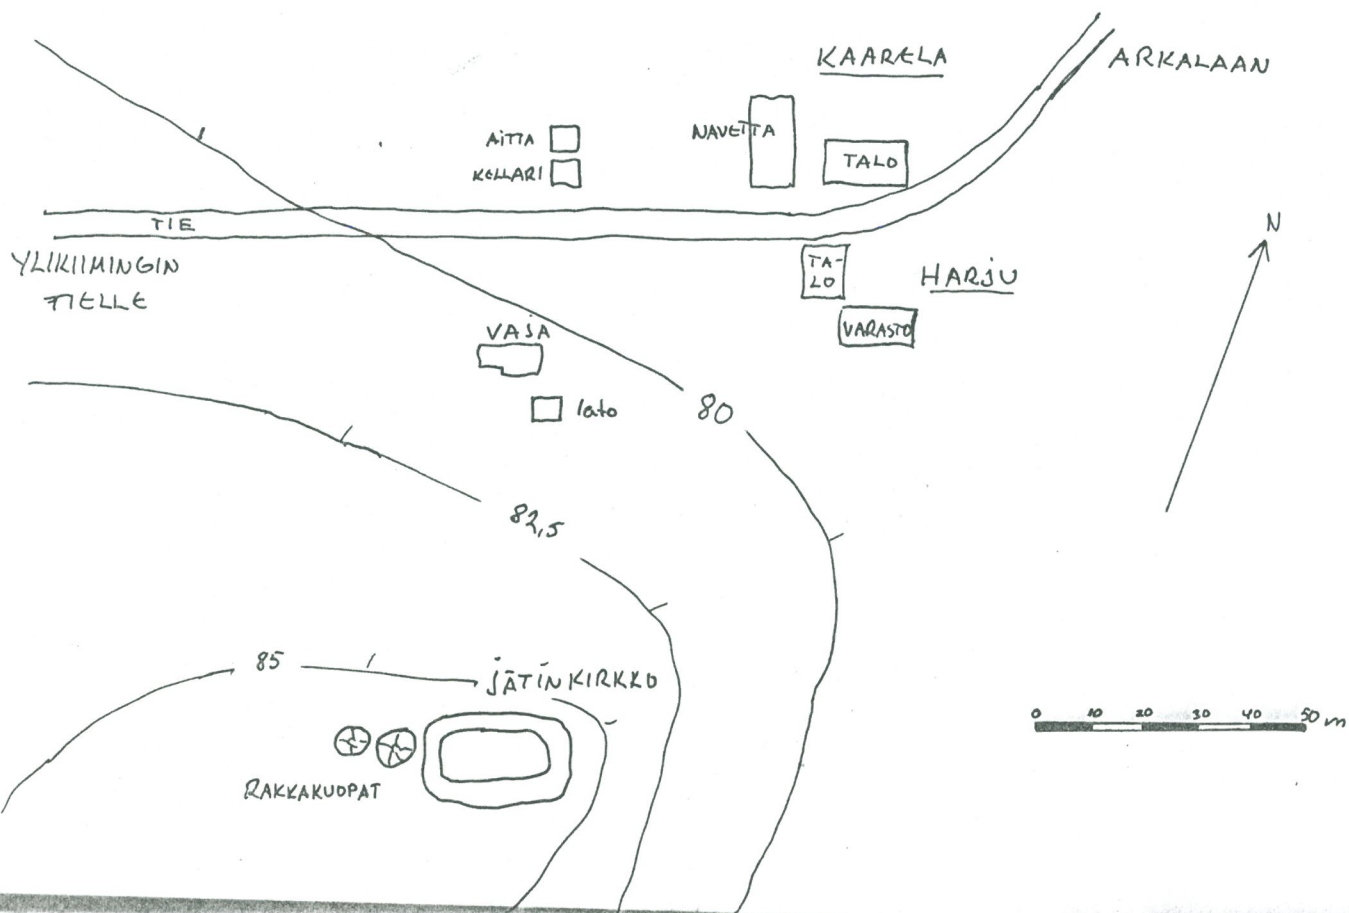 KAARELA
ARKALAAN
AITTA
KELLARI
NAVETTA
TALO
TIE
YLIKIIMINGIN
TIELLE
N
TA-
LO
HARJU
VARASTO
VAJA
lato
80
82,5
85
JÄTINKIRKKO
RAKKAKUOPAT
0 10 20 30 40 50 m